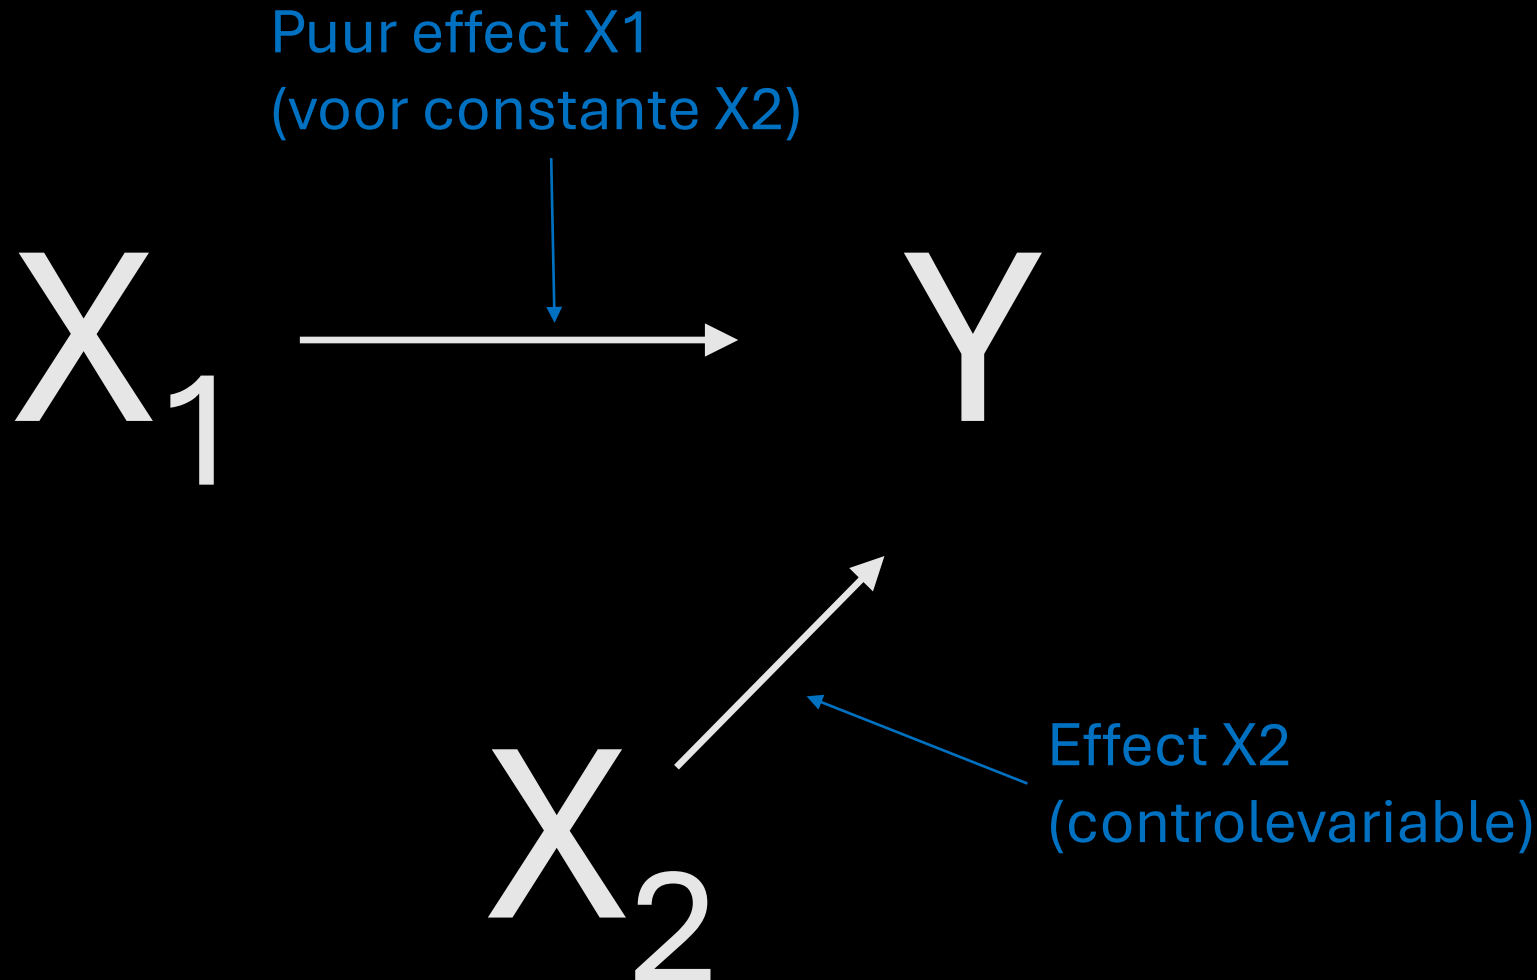 Puur effect X1
(voor constante X2)
X₁
Y
Effect X2
(controlevariable)
X₂